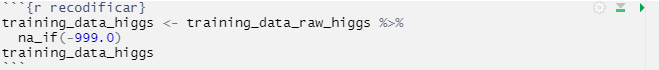 ```{r recodificar}
training_data_higgs <- training_data_raw_higgs %>%
  na_if(-999.0)
training_data_higgs
```